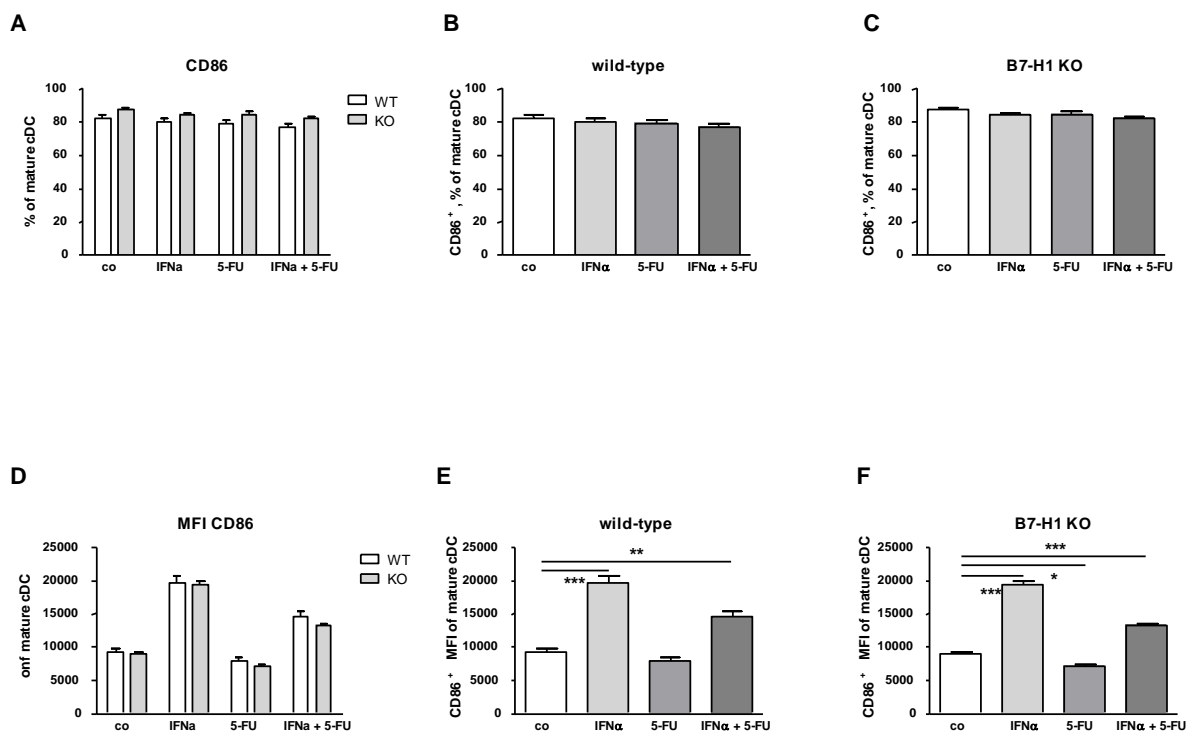 A
CD86
% of mature cDC
100
80
60
40
20
0
co
IFNa
5-FU
IFNa + 5-FU
WT
KO
B
wild-type
CD86 +, % of mature cDC
100
80
60
40
20
0
co
IFNα
5-FU
IFNα + 5-FU
C
B7-H1 KO
CD86 +, % of mature cDC
100
80
60
40
20
0
co
IFNα
5-FU
IFNα + 5-FU
D
MFI CD86
onf mature cDC
25000
20000
15000
10000
5000
0
co
IFNa
5-FU
IFNa + 5-FU
WT
KO
E
wild-type
CD86 + MFI of mature cDC
25000
20000
15000
10000
5000
0
**
***
co
IFNα
5-FU
IFNα + 5-FU
F
B7-H1 KO
CD86 + MFI of mature cDC
25000
20000
15000
10000
5000
0
***
*
***
co
IFNα
5-FU
IFNα + 5-FU